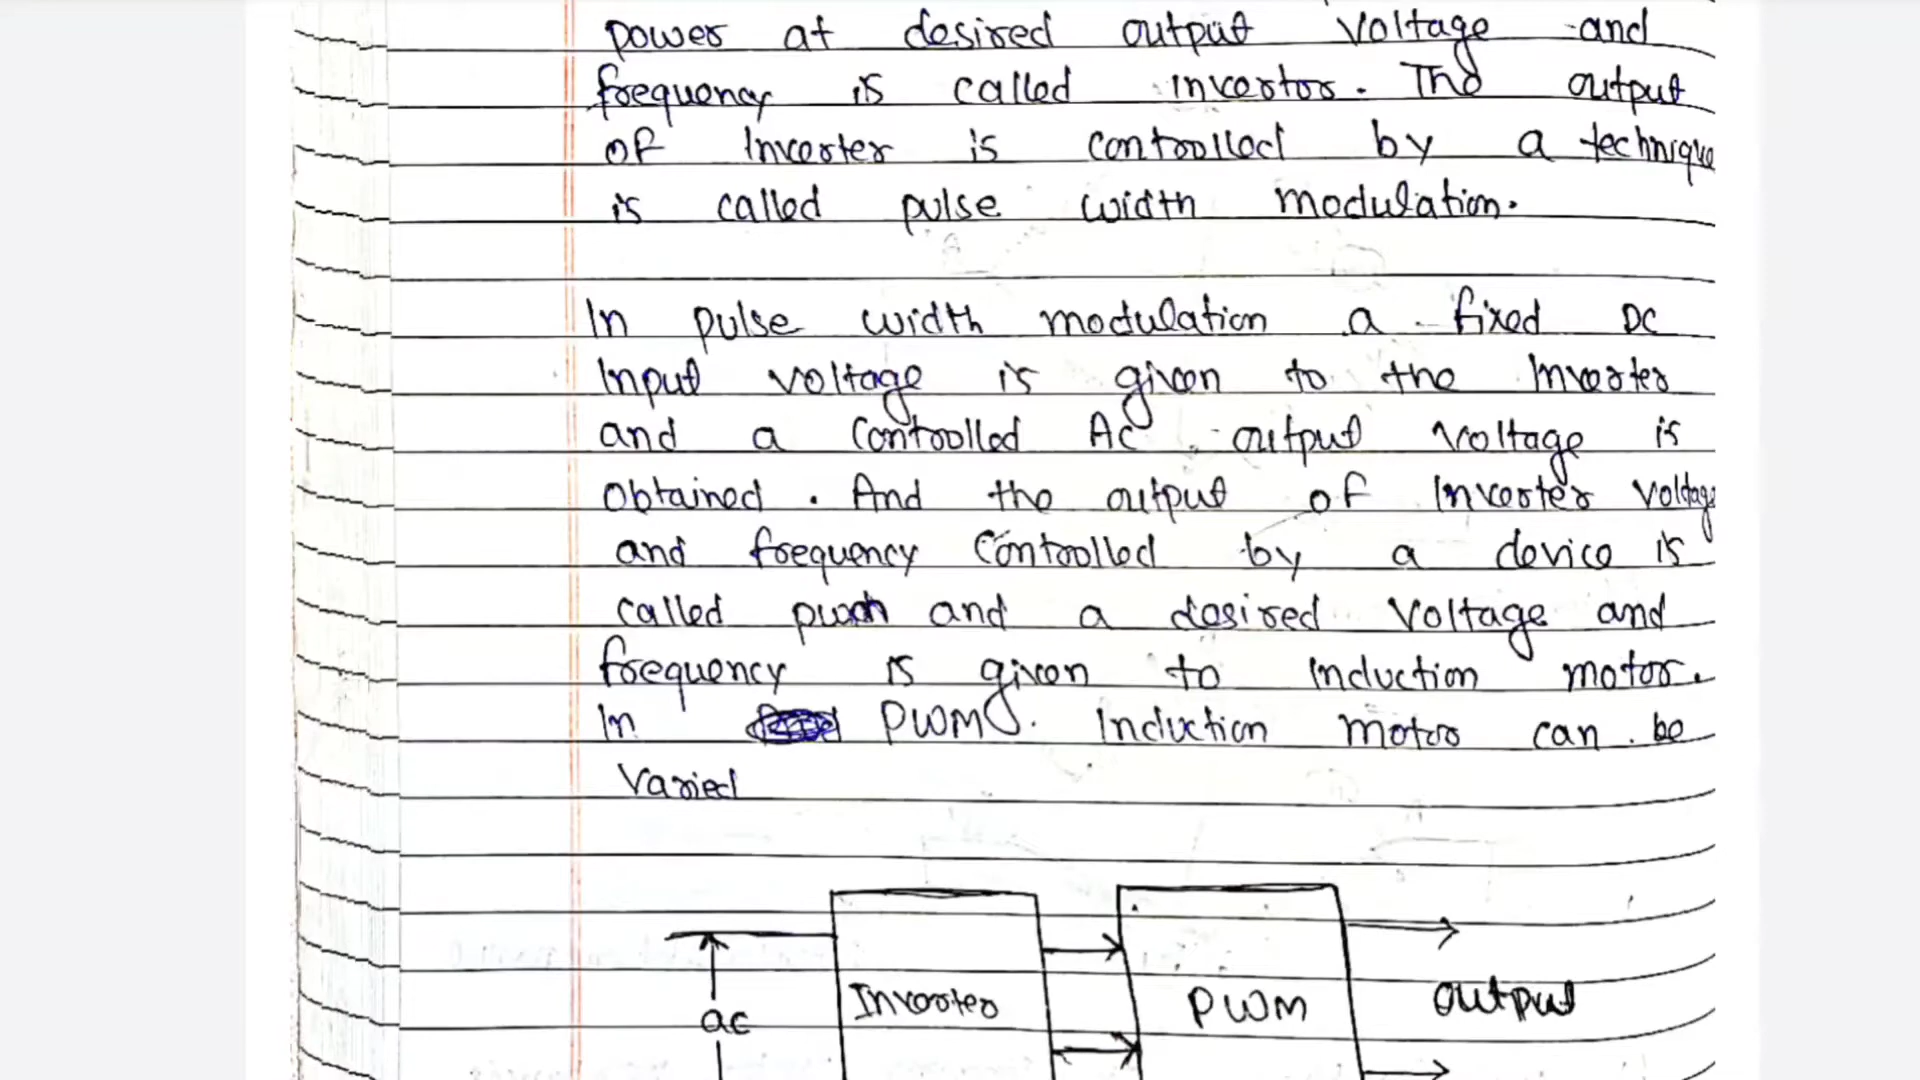 power at desired output voltage and
frequency is called invertor. The output
of Inverter is controlled by a technique
is called pulse width modulation.
In pulse width modulation a fixed DC
Input voltage is given to the Inverter
and a controlled AC output voltage is
obtained. And the output of Inverter voltage
and frequency controlled by a device is
called and a desired voltage and
frequency is given to induction motor.
In PWM Induction motor can be
varied
Inverter
PWM
output
ac